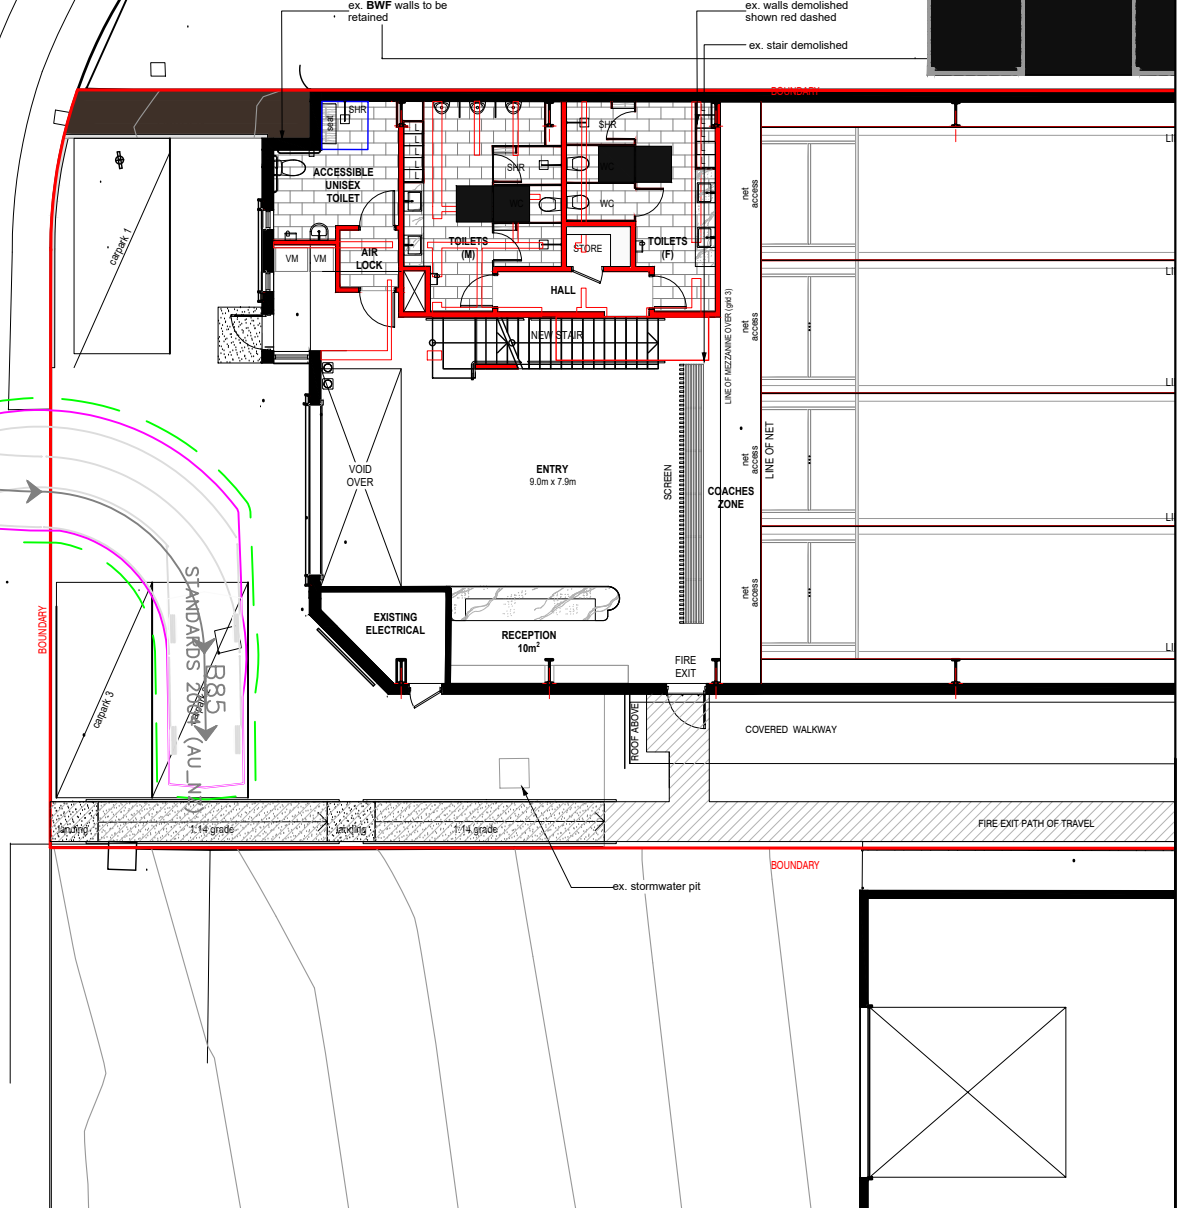 ex. BWF walls to be
retained
ex. walls demolished
shown red dashed
ex. stair demolished
BOUNDARY
SHR
seat
ACCESSIBLE
UNISEX
TOILET
carpark 1
VM
VM
AIR
LOCK
L
L
L
L
SHR
WC
TOILETS
(M)
SHR
WC
WC
STORE
TOILETS
(F)
HALL
NEW STAIR
L
L
L
L
LINE OF MEZZANINE OVER (grid 3)
net
access
net
access
net
access
net
access
LI
LI
LI
LI
LI
LINE OF NET
VOID
OVER
ENTRY
9.0m x 7.9m
SCREEN
COACHES
ZONE
EXISTING
ELECTRICAL
RECEPTION
10m²
FIRE
EXIT
BOUNDARY
carpark 3
B85
ROOF ABOVE
COVERED WALKWAY
landing
1:14 grade
landing
1:14 grade
FIRE EXIT PATH OF TRAVEL
BOUNDARY
ex. stormwater pit